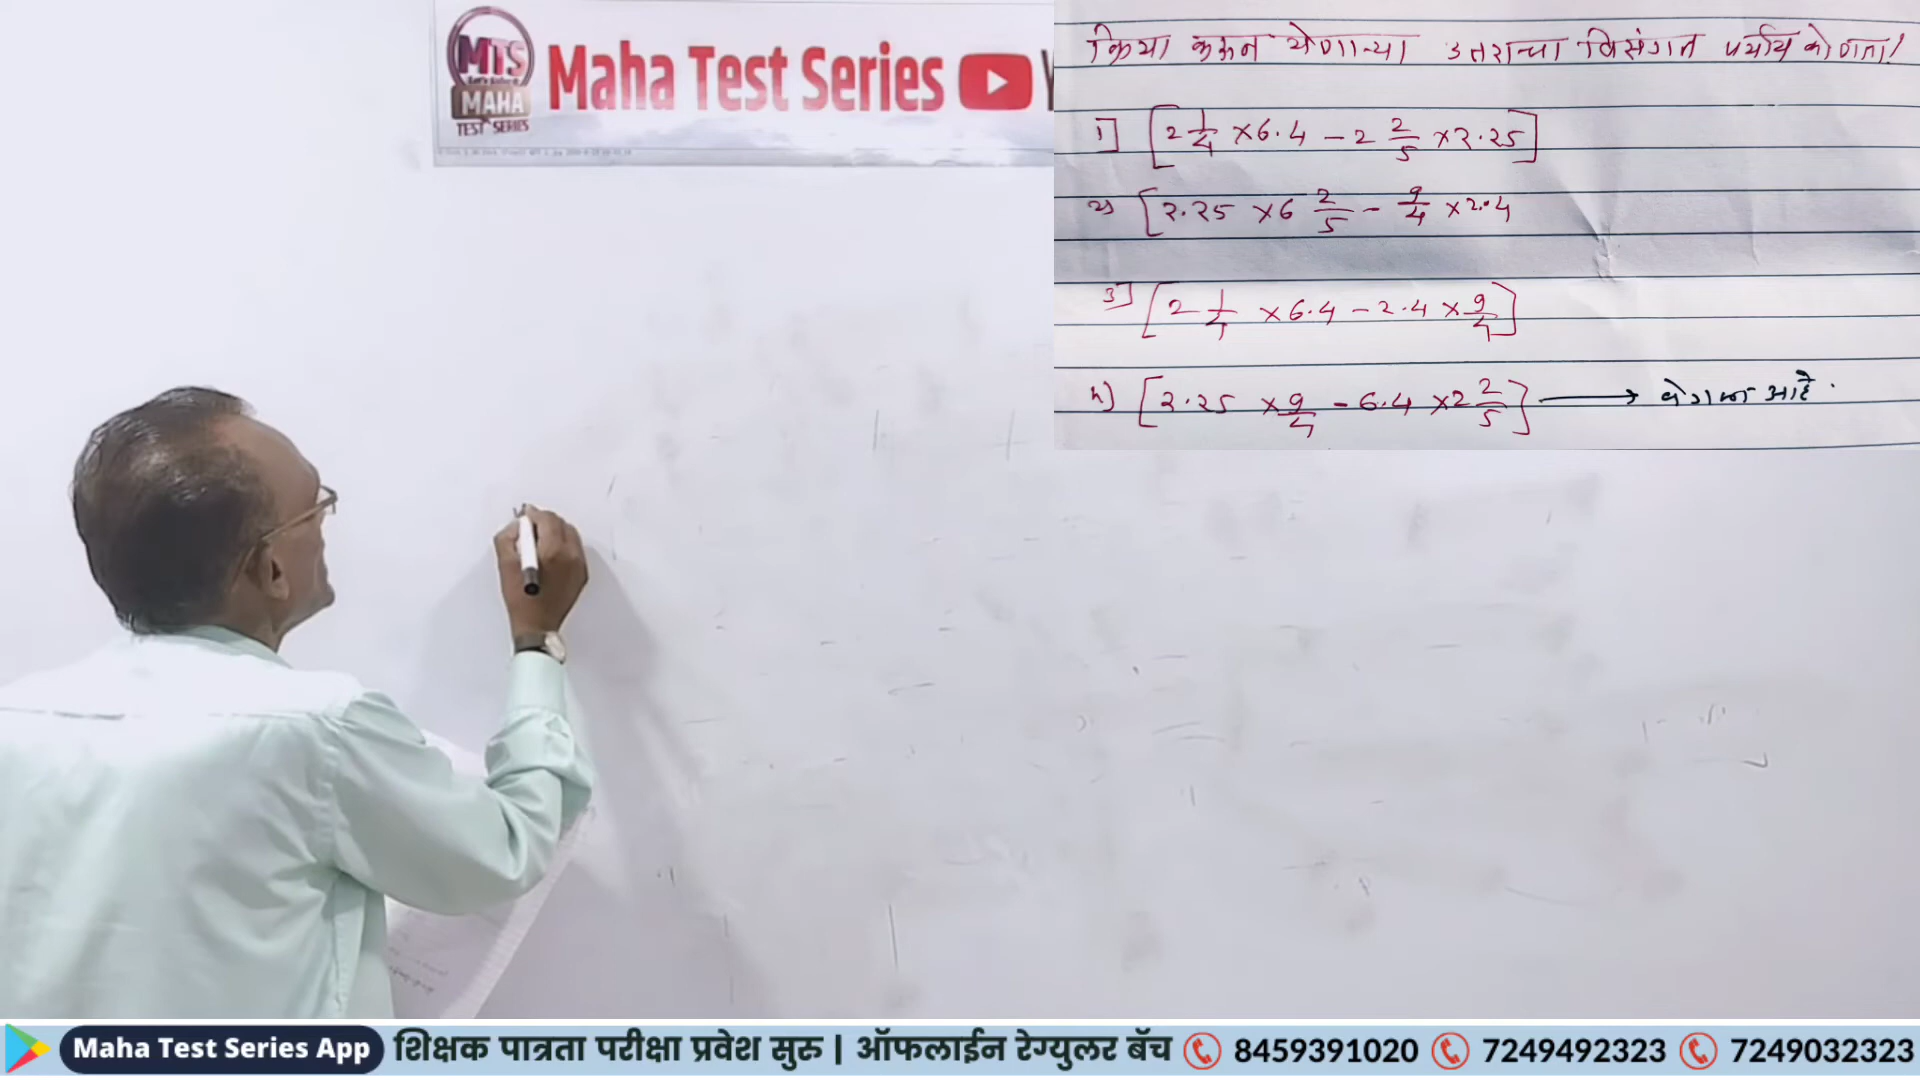 MTS
MAHA
TEST SERIES
Maha Test Series
क्रिया करून येणाऱ्या उत्तराच्या विसंगत पर्याय कोणता!
1] [2 1/4 × 6.4 – 2 2/5 × 2.25]
2) [2.25 × 6 2/5 – 9/4 × 2.4
3] [2 1/4 × 6.4 – 2.4 × 9/4]
4) [2.25 × 9/4 – 6.4 × 2 2/5] → वेगळा आहे.
Maha Test Series App शिक्षक पात्रता परीक्षा प्रवेश सुरु | ऑफलाईन रेग्युलर बॅच 8459391020 7249492323 7249032323